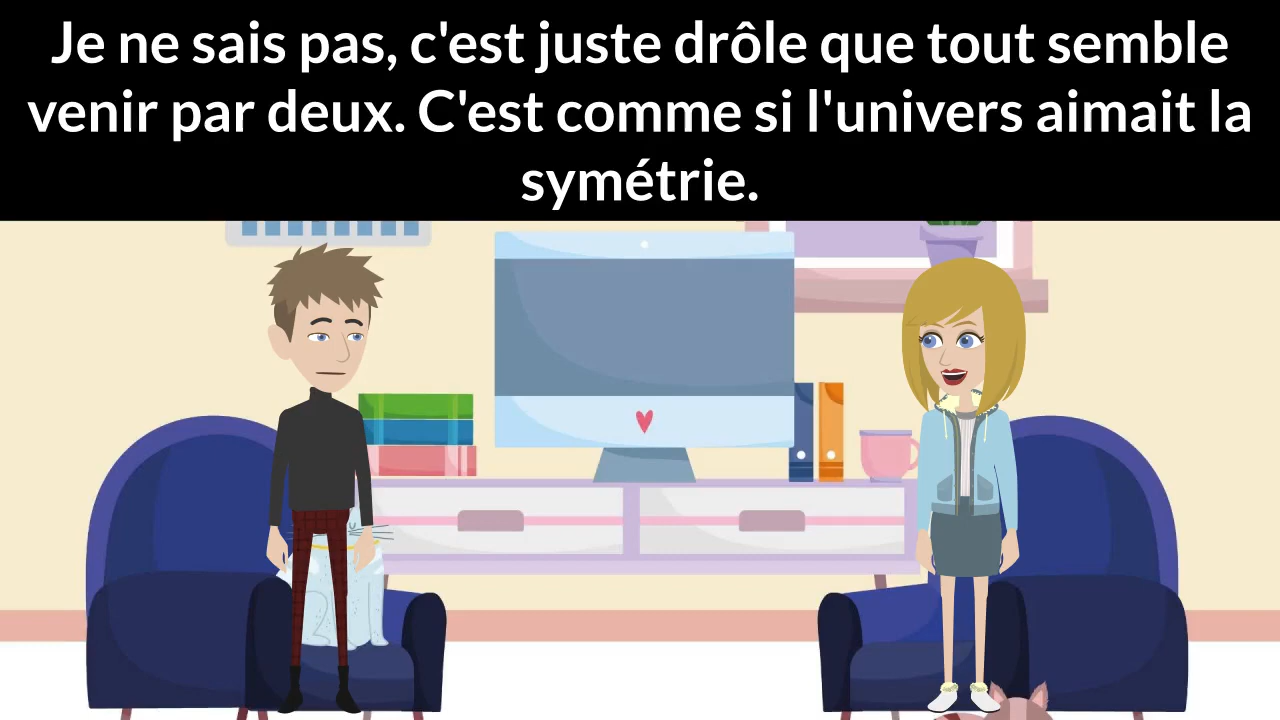 Je ne sais pas, c'est juste drôle que tout semble
venir par deux. C'est comme si l'univers aimait la
symétrie.